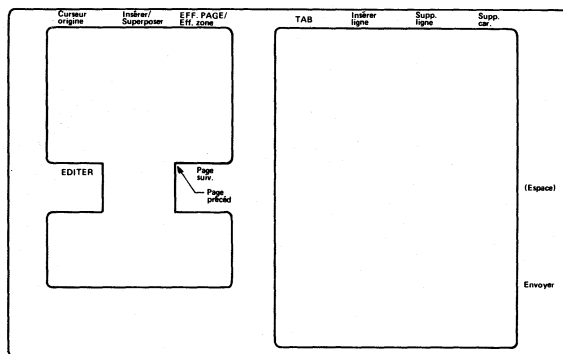 Curseur
origine
Insérer/
Superposer
EFF. PAGE/
Eff. zone
TAB
Insérer
ligne
Supp.
ligne
Supp.
car.
EDITER
Page
suiv.
Page
précéd
(Espace)
Envoyer